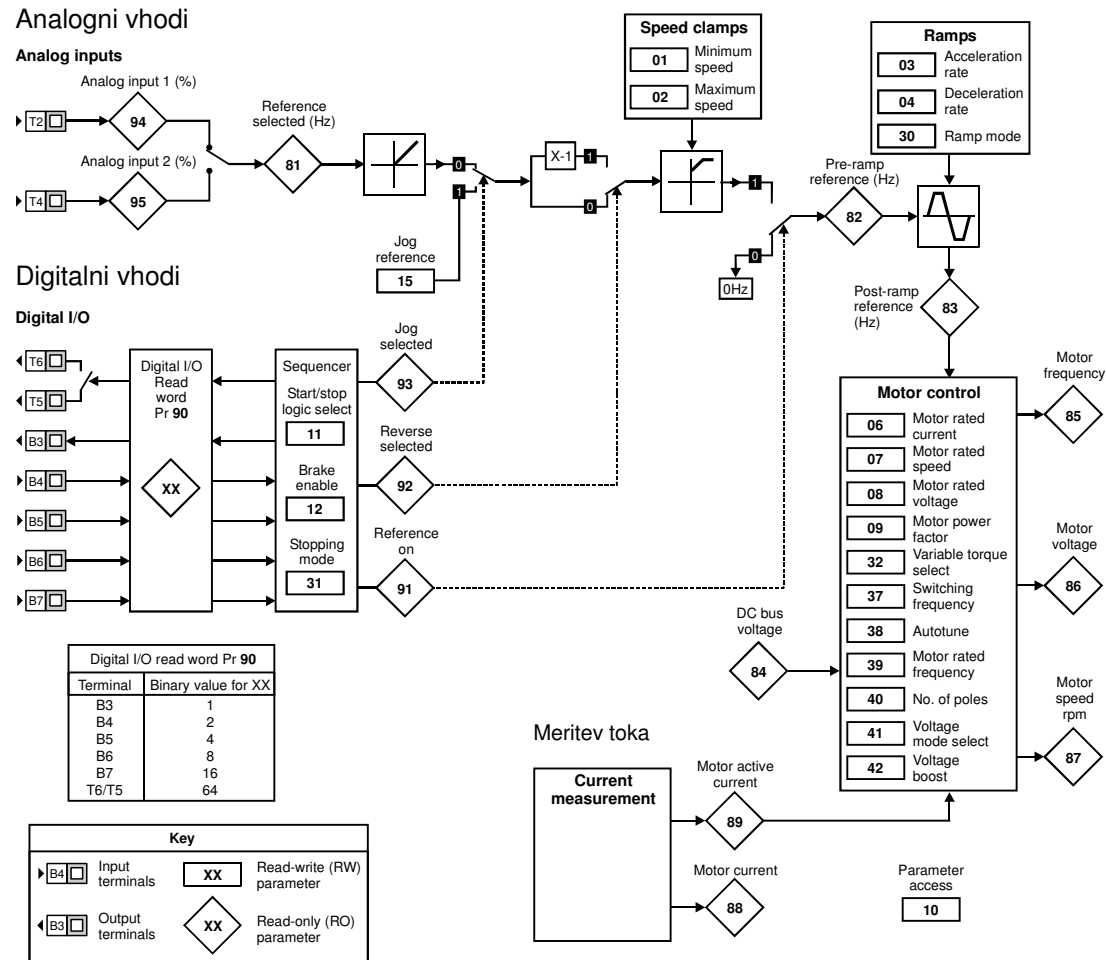 Analogni vhodi
Analog inputs
Analog input 1 (%)
T2
94
Analog input 2 (%)
T4
95
Reference
selected (Hz)
81
0
1
Jog
reference
15
X-1
1
0
Speed clamps
01
Minimum
speed
02
Maximum
speed
1
0
0Hz
Ramps
03
Acceleration
rate
04
Deceleration
rate
30
Ramp mode
Pre-ramp
reference (Hz)
82
Post-ramp
reference
(Hz)
83
Digitalni vhodi
Digital I/O
T6
T5
B3
B4
B5
B6
B7
Digital I/O
Read
word
Pr 90
XX
Sequencer
Start/stop
logic select
11
Brake
enable
12
Stopping
mode
31
Jog
selected
93
Reverse
selected
92
Reference
on
91
DC bus
voltage
84
Motor control
06
Motor rated
current
07
Motor rated
speed
08
Motor rated
voltage
09
Motor power
factor
32
Variable torque
select
37
Switching
frequency
38
Autotune
39
Motor rated
frequency
40
No. of poles
41
Voltage
mode select
42
Voltage
boost
Motor
frequency
85
Motor
voltage
86
Motor
speed
rpm
87
Digital I/O read word Pr 90
Terminal Binary value for XX
B3 1
B4 2
B5 4
B6 8
B7 16
T6/T5 64
Meritev toka
Current
measurement
Motor active
current
89
Motor current
88
Parameter
access
10
Key
B4
Input
terminals
XX
Read-write (RW)
parameter
B3
Output
terminals
XX
Read-only (RO)
parameter